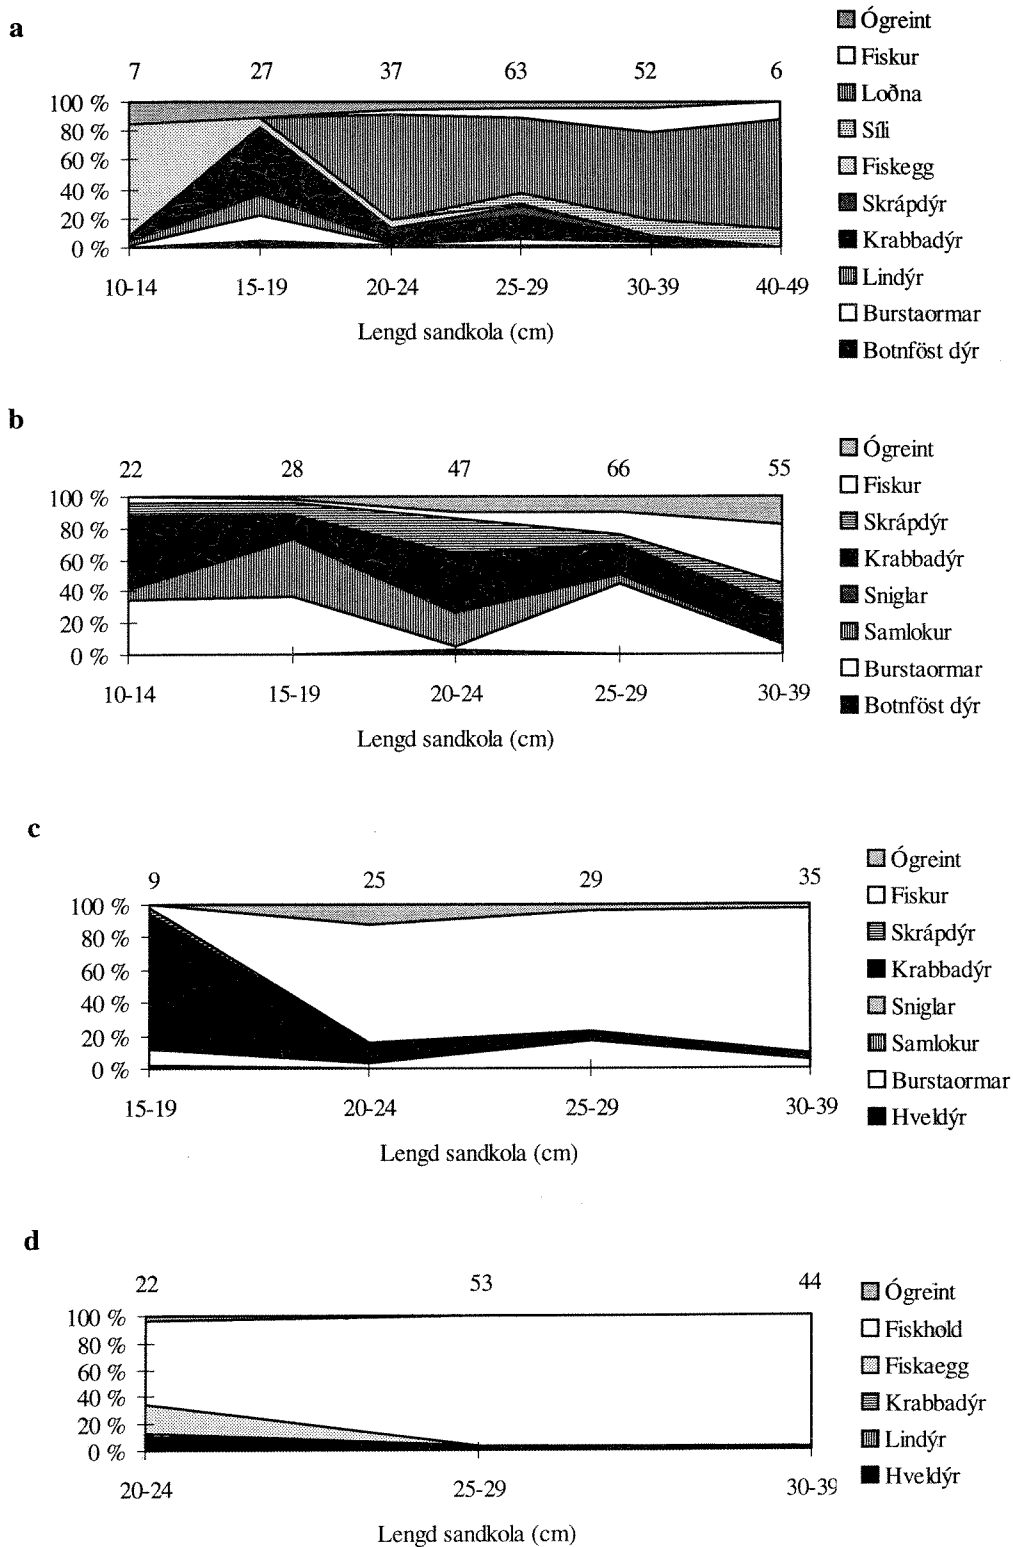 a
7 27 37 63 52 6
100 %
80 %
60 %
40 %
20 %
0 %
10-14 15-19 20-24 25-29 30-39 40-49
Lengd sandkola (cm)
Ógreint
Fiskur
Loðna
Síli
Fiskegg
Skrápdýr
Krabbadýr
Lindýr
Burstaormar
Botnföst dýr
b
22 28 47 66 55
100 %
80 %
60 %
40 %
20 %
0 %
10-14 15-19 20-24 25-29 30-39
Lengd sandkola (cm)
Ógreint
Fiskur
Skrápdýr
Krabbadýr
Sniglar
Samlokur
Burstaormar
Botnföst dýr
c
9 25 29 35
100 %
80 %
60 %
40 %
20 %
0 %
15-19 20-24 25-29 30-39
Lengd sandkola (cm)
Ógreint
Fiskur
Skrápdýr
Krabbadýr
Sniglar
Samlokur
Burstaormar
Hveldýr
d
22 53 44
100 %
80 %
60 %
40 %
20 %
0 %
20-24 25-29 30-39
Lengd sandkola (cm)
Ógreint
Fiskhold
Fiskaegg
Krabbadýr
Lindýr
Hveldýr